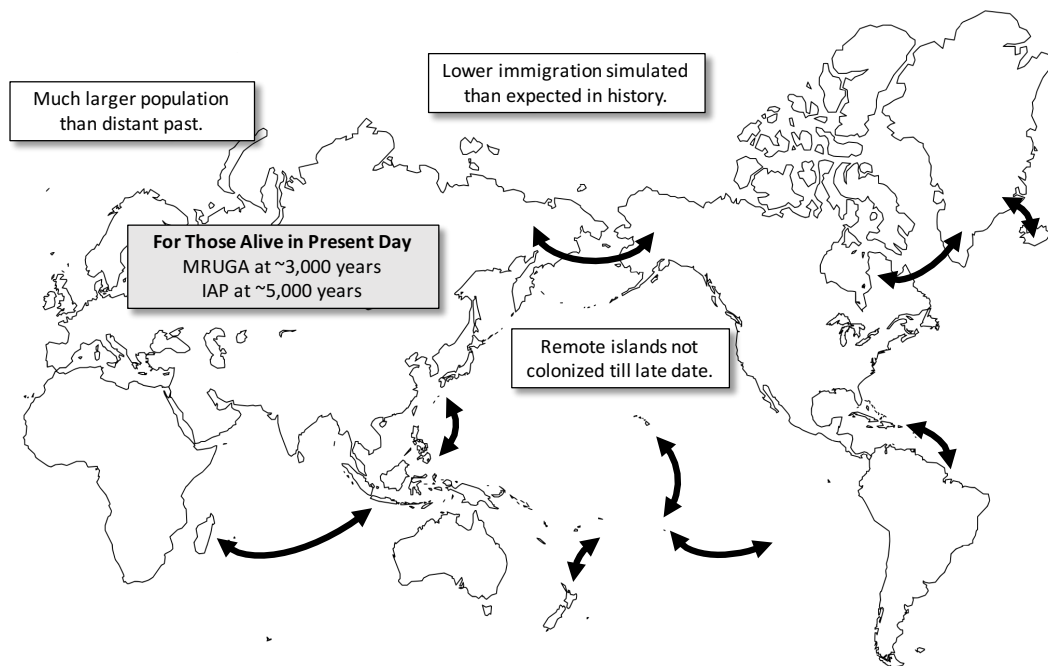 Much larger population
than distant past.
Lower immigration simulated
than expected in history.
For Those Alive in Present Day
MRUGA at ~3,000 years
IAP at ~5,000 years
Remote islands not
colonized till late date.